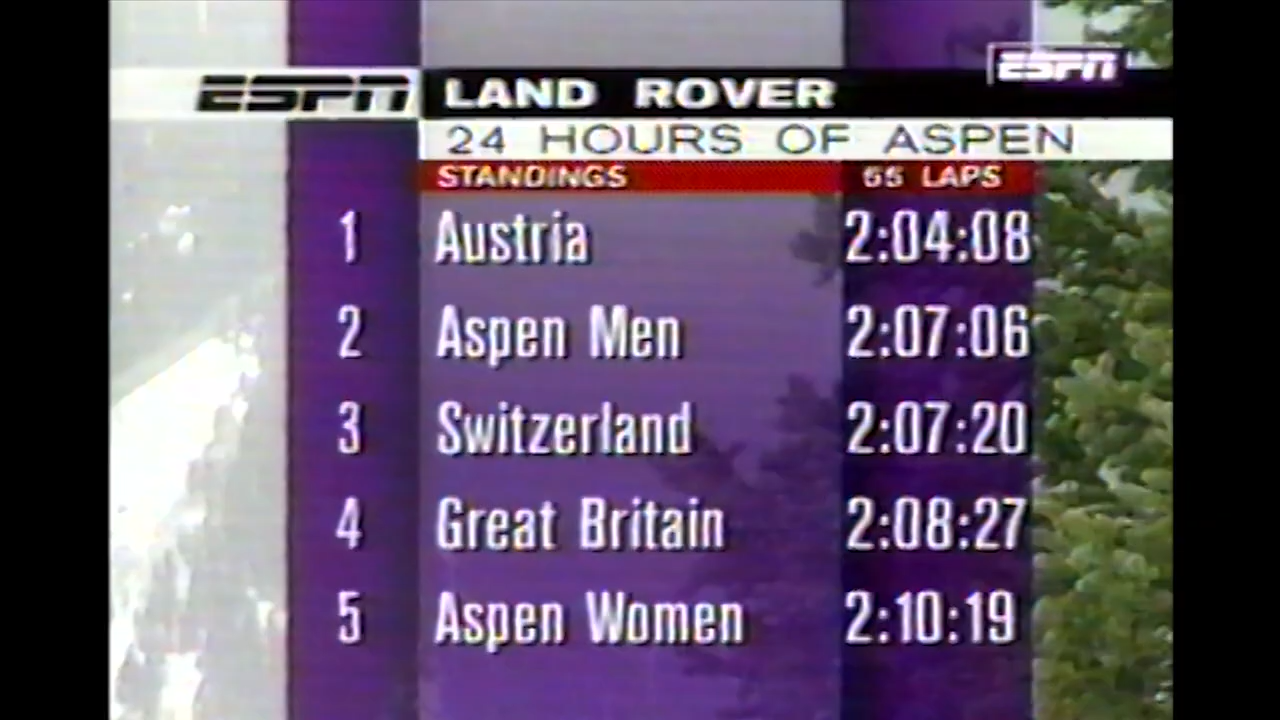 ESPN
ESPN LAND ROVER
24 HOURS OF ASPEN
STANDINGS LAPS
1 Austria 2:04:08
2 Aspen Men 2:07:06
3 Switzerland 2:07:20
4 Great Britain 2:08:27
5 Aspen Women 2:10:19